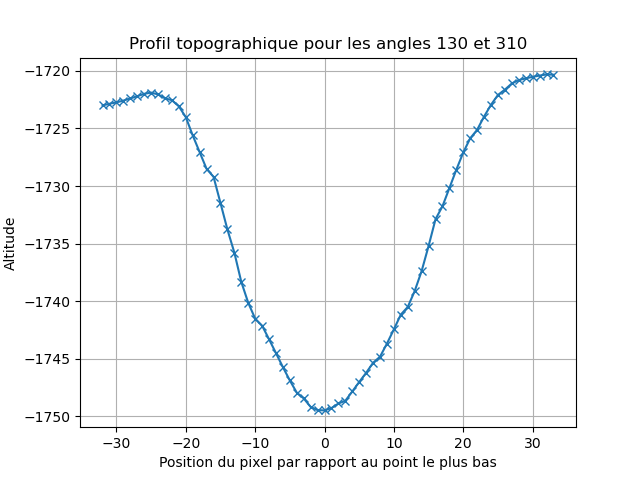 Profil topographique pour les angles 130 et 310
−1720
−1725
−1730
−1735
−1740
−1745
−1750
Altitude
−30 −20 −10 0 10 20 30
Position du pixel par rapport au point le plus bas